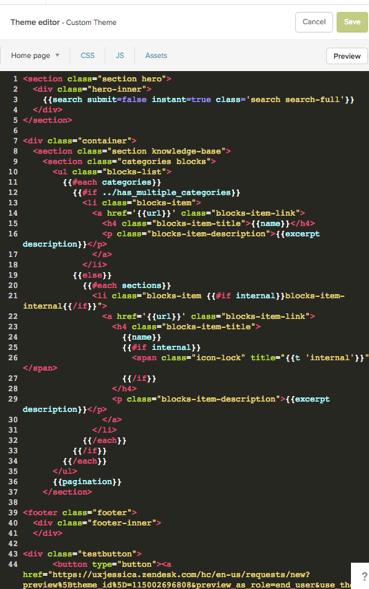 Theme editor - Custom Theme
Cancel
Save
Home page ▼
CSS
JS
Assets
Preview
1 <section class="section hero">
2 <div class="hero-inner">
3 {{search submit=false instant=true class='search search-full'}}
4 </div>
5 </section>
6
7 <div class="container">
8 <section class="section knowledge-base">
9 <section class="categories blocks">
10 <ul class="blocks-list">
11 {{#each categories}}
12 {{#if ../has_multiple_categories}}
13 <li class="blocks-item">
14 <a href='{{url}}' class="blocks-item-link">
15 <h4 class="blocks-item-title">{{name}}</h4>
16 <p class="blocks-item-description">{{excerpt
description}}</p>
17 </a>
18 </li>
19 {{else}}
20 {{#each sections}}
21 <li class="blocks-item {{#if internal}}blocks-item-
internal{{/if}}">
22 <a href='{{url}}' class="blocks-item-link">
23 <h4 class="blocks-item-title">
24 {{name}}
25 {{#if internal}}
26 <span class="icon-lock" title="{{t 'internal'}}"
</span>
27 {{/if}}
28 </h4>
29 <p class="blocks-item-description">{{excerpt
description}}</p>
30 </a>
31 </li>
32 {{/each}}
33 {{/if}}
34 {{/each}}
35 </ul>
36 {{pagination}}
37 </section>
38
39 <footer class="footer">
40 <div class="footer-inner">
41 </div>
42
43 <div class="testbutton">
44 <button type="button"><a
href="https://uxjessica.zendesk.com/hc/en-us/requests/new?
preview%5Btheme_id%5D=115002696808&preview_as_role=end_user&use_the
?